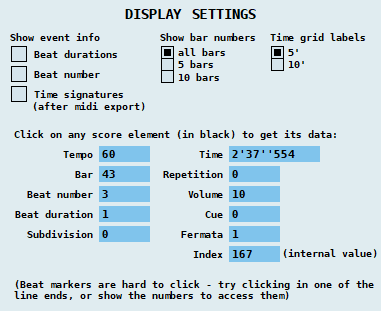 DISPLAY SETTINGS
Show event info
Beat durations
Beat number
Time signatures
(after midi export)
Show bar numbers
all bars
5 bars
10 bars
Time grid labels
5'
10'
Click on any score element (in black) to get its data:
Tempo 60
Time 2'37''554
Bar 43
Repetition 0
Beat number 3
Volume 10
Beat duration 1
Cue 0
Subdivision 0
Fermata 1
Index 167 (internal value)
(Beat markers are hard to click - try clicking in one of the
line ends, or show the numbers to access them)